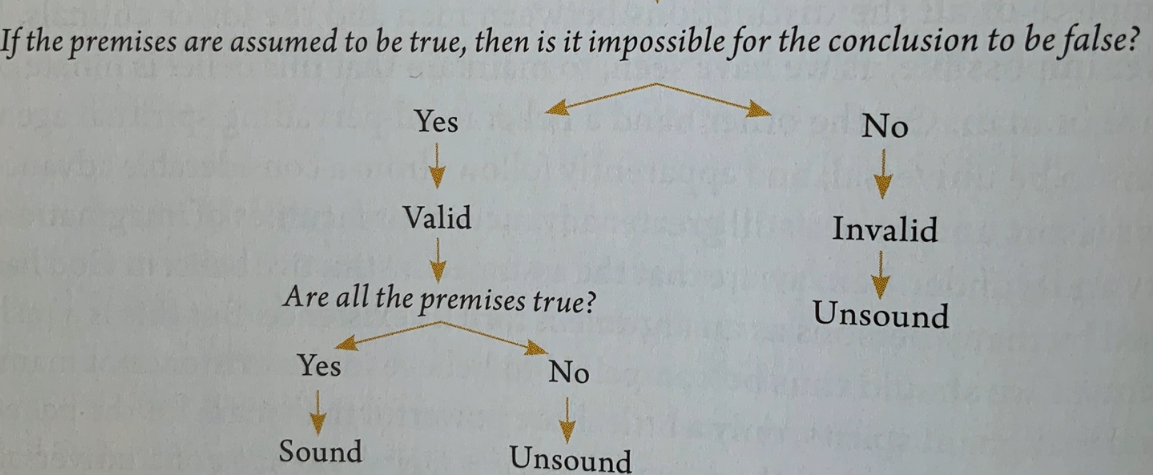 If the premises are assumed to be true, then is it impossible for the conclusion to be false?
Yes
No
Valid
Invalid
Are all the premises true?
Unsound
Yes
No
Sound
Unsound